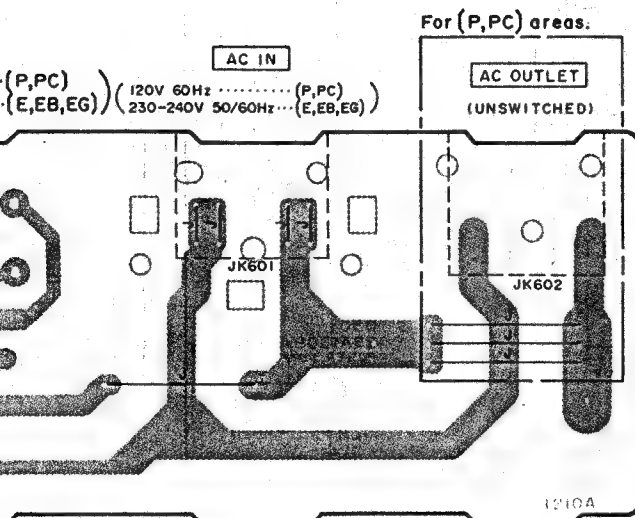 For (P,PC) areas.
AC IN
AC OUTLET
(UNSWITCHED)
(P,PC)
(E,EB,EG)
120V 60Hz ·········· (P,PC)
230-240V 50/60Hz ··· (E,EB,EG)
JK601
JK602
J
J
J
1210A